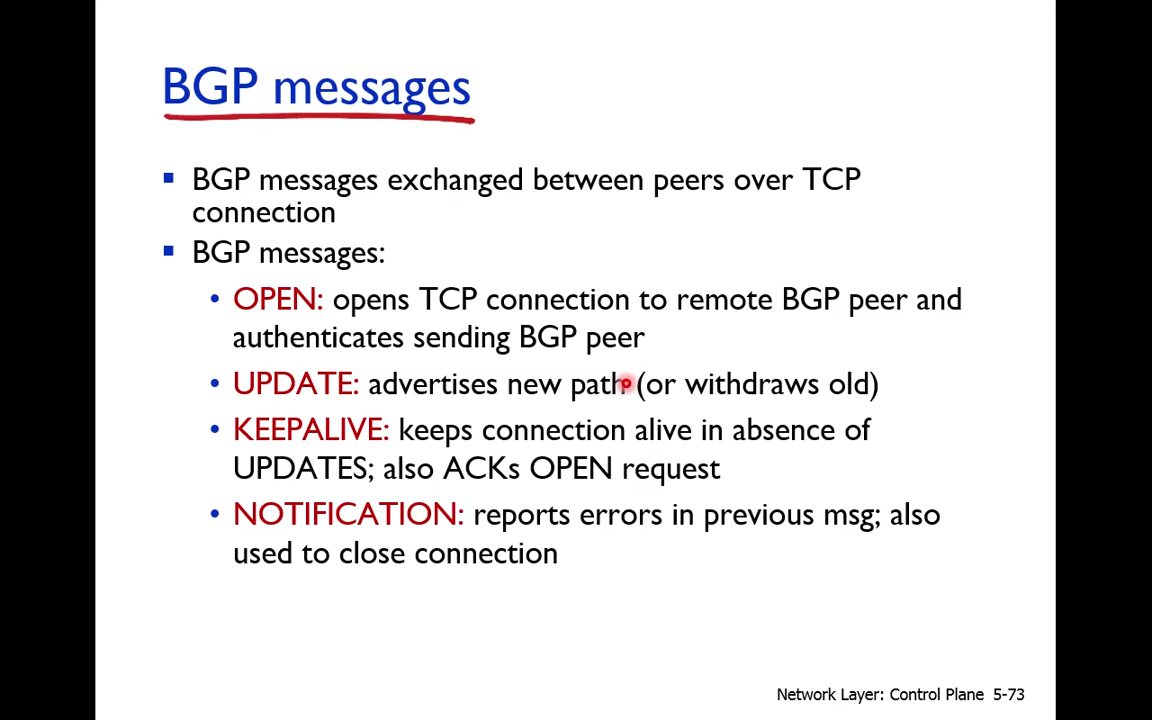 BGP messages
BGP messages exchanged between peers over TCP
connection
BGP messages:
OPEN: opens TCP connection to remote BGP peer and
authenticates sending BGP peer
UPDATE: advertises new path (or withdraws old)
KEEPALIVE: keeps connection alive in absence of
UPDATES; also ACKs OPEN request
NOTIFICATION: reports errors in previous msg; also
used to close connection
Network Layer: Control Plane 5-73